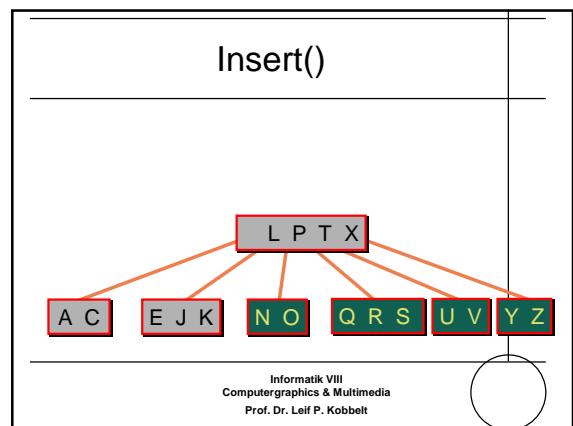 Insert()
L P T X
A C E J K N O Q R S U V Y Z
Informatik VIII
Computergraphics & Multimedia
Prof. Dr. Leif P. Kobbelt